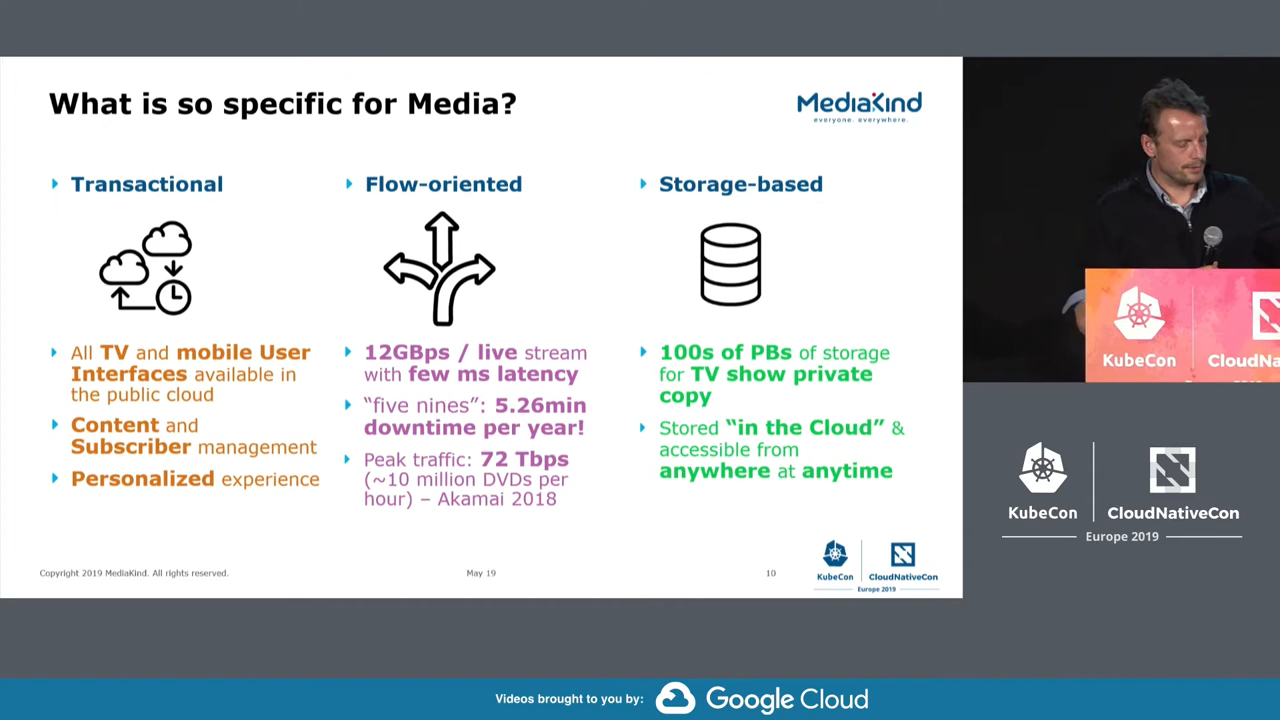 What is so specific for Media?
MediaKind
everyone. everywhere.
Transactional
All TV and mobile User
Interfaces available in
the public cloud
Content and
Subscriber management
Personalized experience
Flow-oriented
12GBps / live stream
with few ms latency
“five nines”: 5.26min
downtime per year!
Peak traffic: 72 Tbps
(~10 million DVDs per
hour) – Akamai 2018
Storage-based
100s of PBs of storage
for TV show private
copy
Stored “in the Cloud” &
accessible from
anywhere at anytime
Copyright 2019 MediaKind. All rights reserved.
May 19
10
KubeCon
CloudNativeCon
Europe 2019
KubeCon
CloudNativeCon
Europe 2019
KubeCon
CloudNativeCon
Videos brought to you by:
Google Cloud